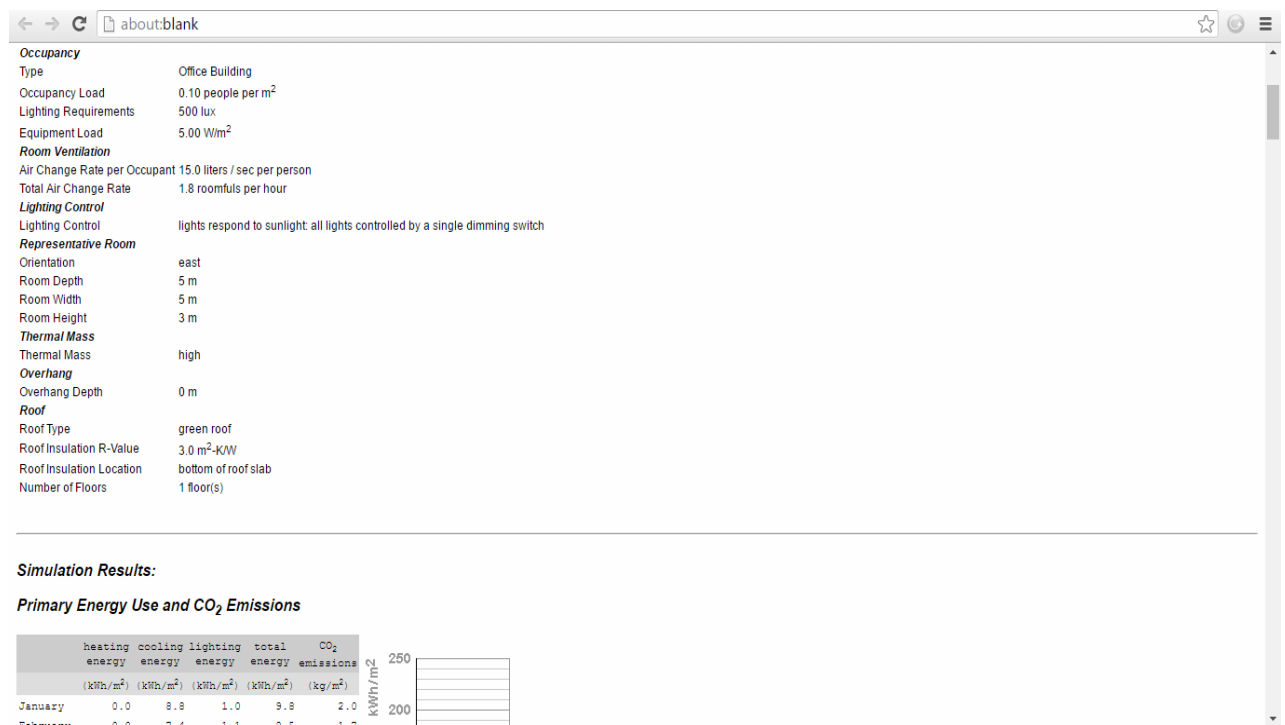 about:blank
Occupancy
Type Office Building
Occupancy Load 0.10 people per m2
Lighting Requirements 500 lux
Equipment Load 5.00 W/m2
Room Ventilation
Air Change Rate per Occupant 15.0 liters / sec per person
Total Air Change Rate 1.8 roomfuls per hour
Lighting Control
Lighting Control lights respond to sunlight: all lights controlled by a single dimming switch
Representative Room
Orientation east
Room Depth 5 m
Room Width 5 m
Room Height 3 m
Thermal Mass
Thermal Mass high
Overhang
Overhang Depth 0 m
Roof
Roof Type green roof
Roof Insulation R-Value 3.0 m2-K/W
Roof Insulation Location bottom of roof slab
Number of Floors 1 floor(s)
Simulation Results:
Primary Energy Use and CO2 Emissions
heating cooling lighting total CO2
energy energy energy energy emissions
(kWh/m2) (kWh/m2) (kWh/m2) (kWh/m2) (kg/m2)
January 0.0 8.8 1.0 9.8 2.0
kWh/m2
250
200